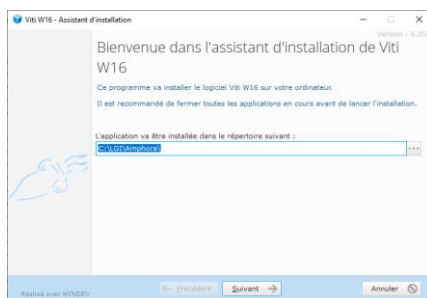 Viti W16 - Assistant d'installation
Version : 6.05
Bienvenue dans l'assistant d'installation de Viti
W16
Ce programme va installer le logiciel Viti W16 sur votre ordinateur.
Il est recommandé de fermer toutes les applications en cours avant de lancer l'installation.
L'application va être installée dans le répertoire suivant :
C:\LGI\Amphora\
...
Réalisé avec WINDEV
<- Précédent
Suivant ->
Annuler